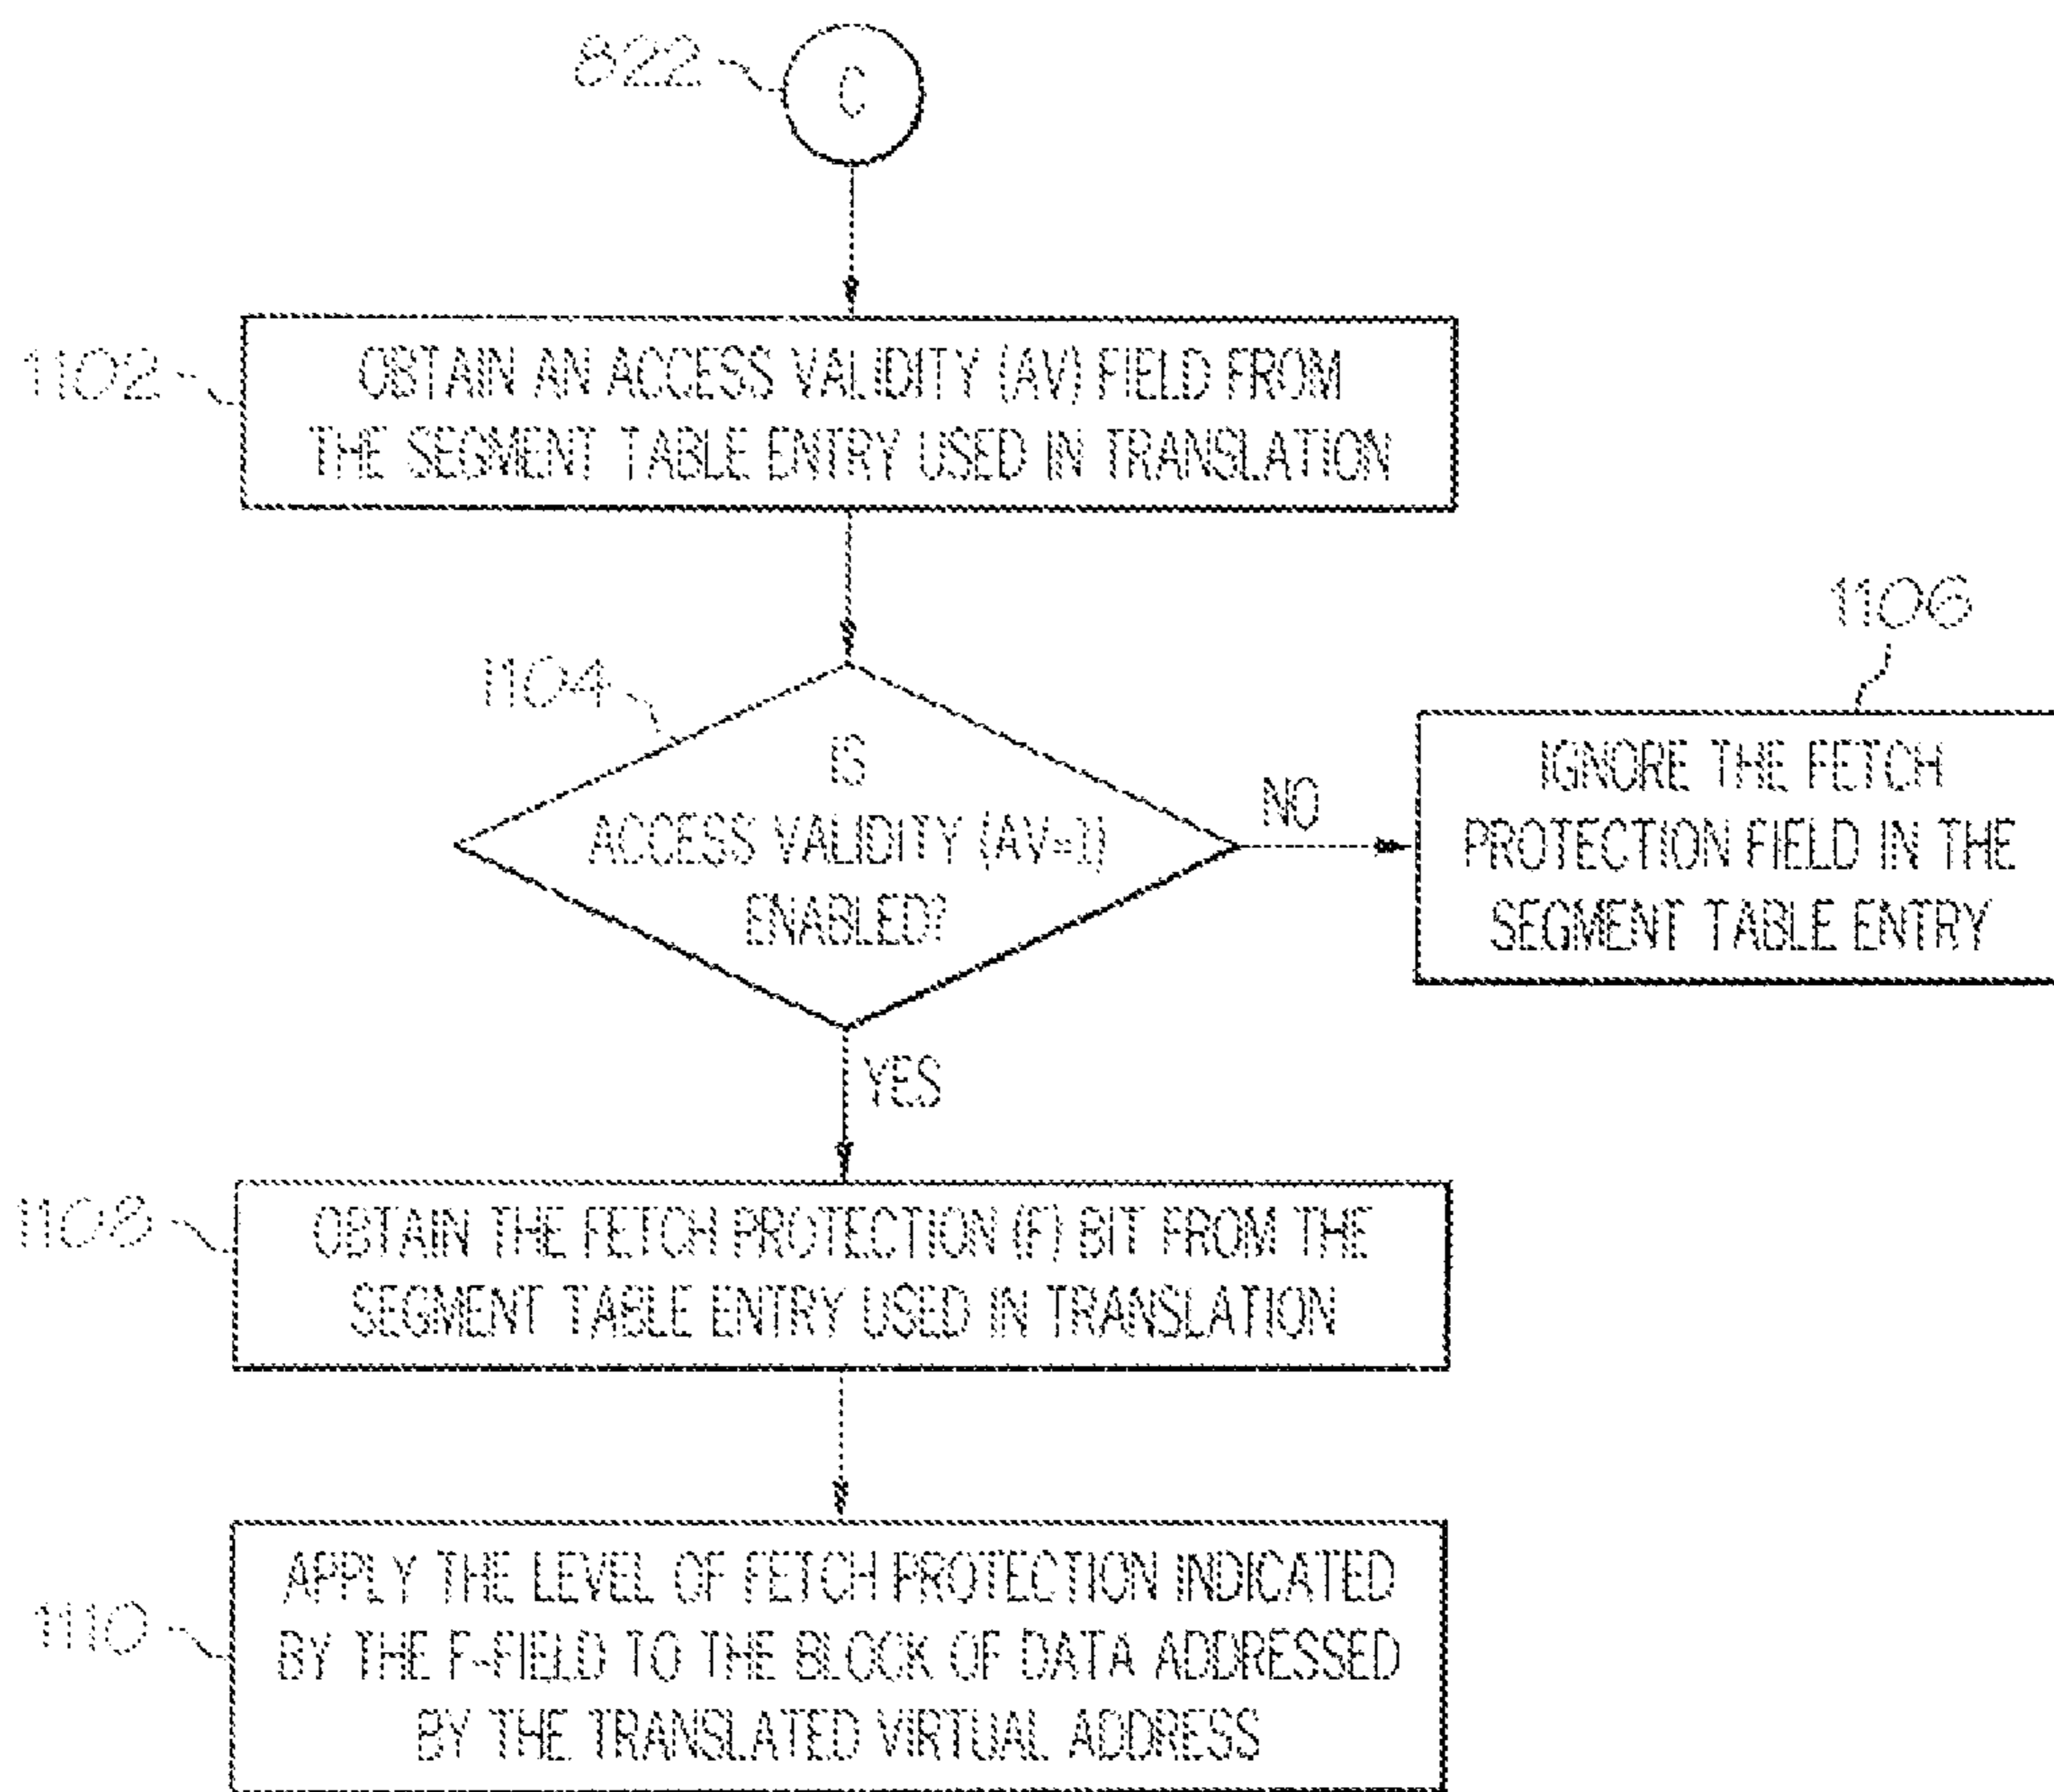 822
C
1102
OBTAIN AN ACCESS VALIDITY (AV) FIELD FROM
THE SEGMENT TABLE ENTRY USED IN TRANSLATION
1104
IS
ACCESS VALIDITY (AV=1)
ENABLED?
NO
1106
IGNORE THE FETCH
PROTECTION FIELD IN THE
SEGMENT TABLE ENTRY
YES
1108
OBTAIN THE FETCH PROTECTION (F) BIT FROM THE
SEGMENT TABLE ENTRY USED IN TRANSLATION
1110
APPLY THE LEVEL OF FETCH PROTECTION INDICATED
BY THE F-FIELD TO THE BLOCK OF DATA ADDRESSED
BY THE TRANSLATED VIRTUAL ADDRESS